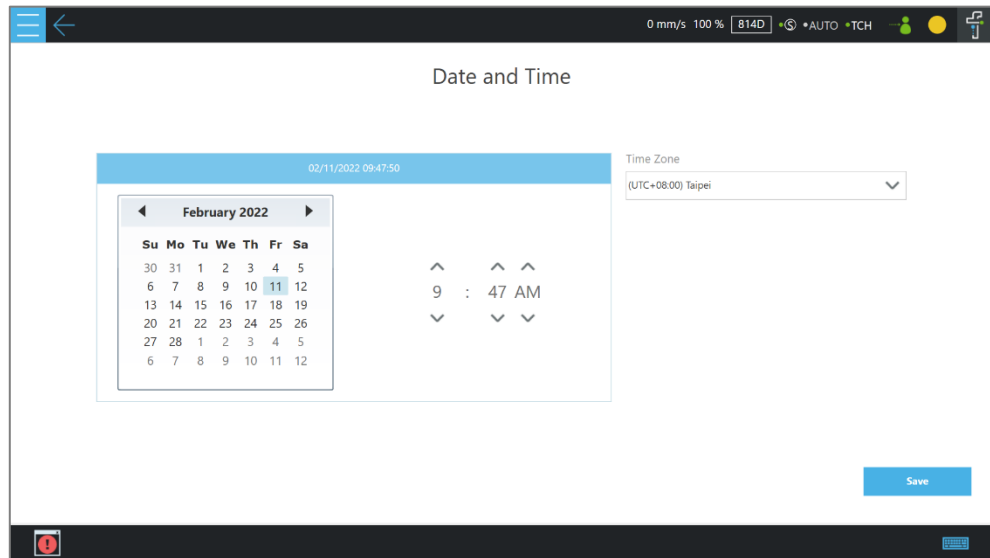 0 mm/s 100 % 814D •Ⓢ •AUTO •TCH
Date and Time
02/11/2022 09:47:50
Time Zone
(UTC+08:00) Taipei
February 2022
Su Mo Tu We Th Fr Sa
30 31 1 2 3 4 5
6 7 8 9 10 11 12
13 14 15 16 17 18 19
20 21 22 23 24 25 26
27 28 1 2 3 4 5
6 7 8 9 10 11 12
9 : 47 AM
Save